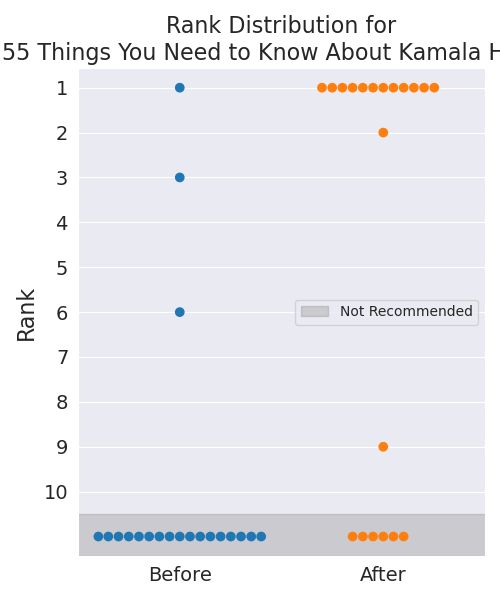 Rank Distribution for
55 Things You Need to Know About Kamala H
1
2
3
4
5
6
7
8
9
10
Rank
Not Recommended
Before
After